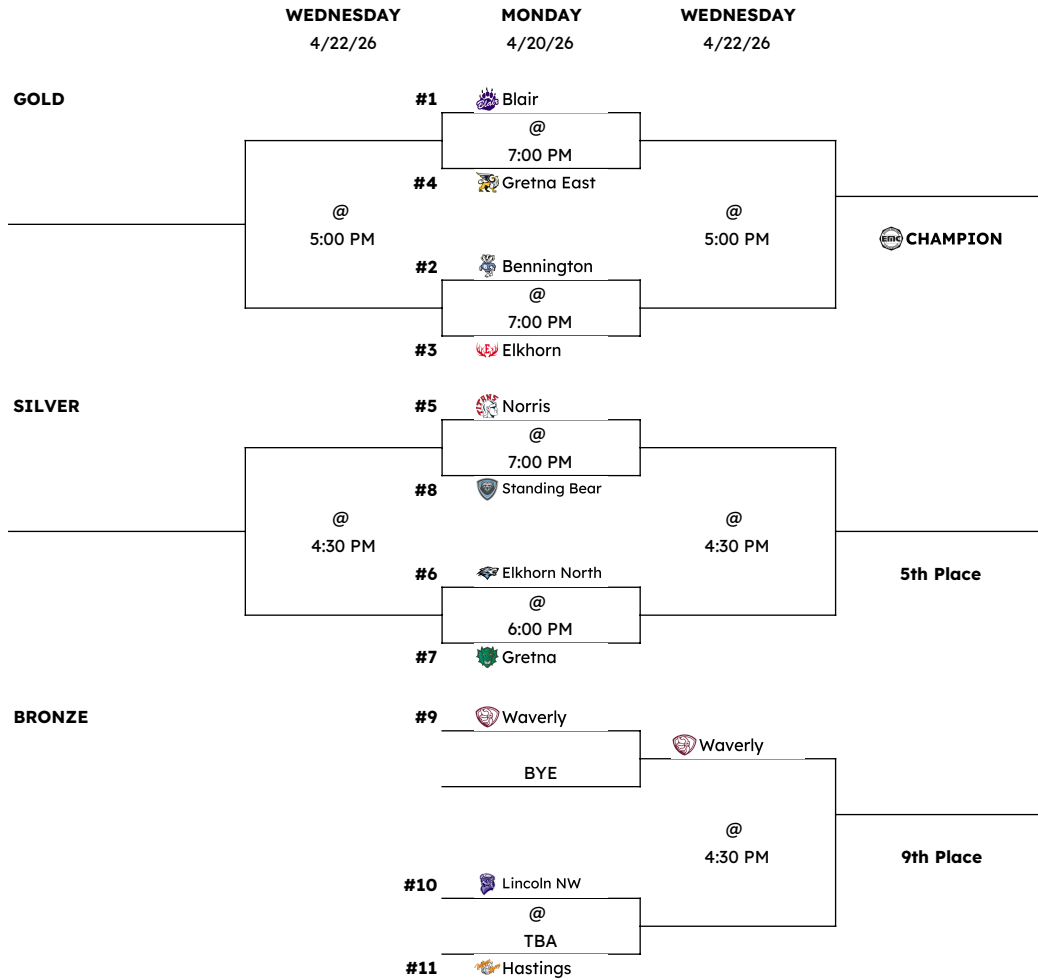 WEDNESDAY MONDAY WEDNESDAY
4/22/26 4/20/26 4/22/26
GOLD #1 Blair
@
7:00 PM
#4 Gretna East
@ @
5:00 PM 5:00 PM
EMC CHAMPION
#2 Bennington
@
7:00 PM
#3 Elkhorn
SILVER #5 TITANS Norris
@
7:00 PM
#8 Standing Bear
@ @
4:30 PM 4:30 PM
#6 Elkhorn North 5th Place
@
6:00 PM
#7 Gretna
BRONZE #9 Waverly
Waverly
BYE
@
4:30 PM 9th Place
#10 Lincoln NW
@
TBA
#11 Hastings